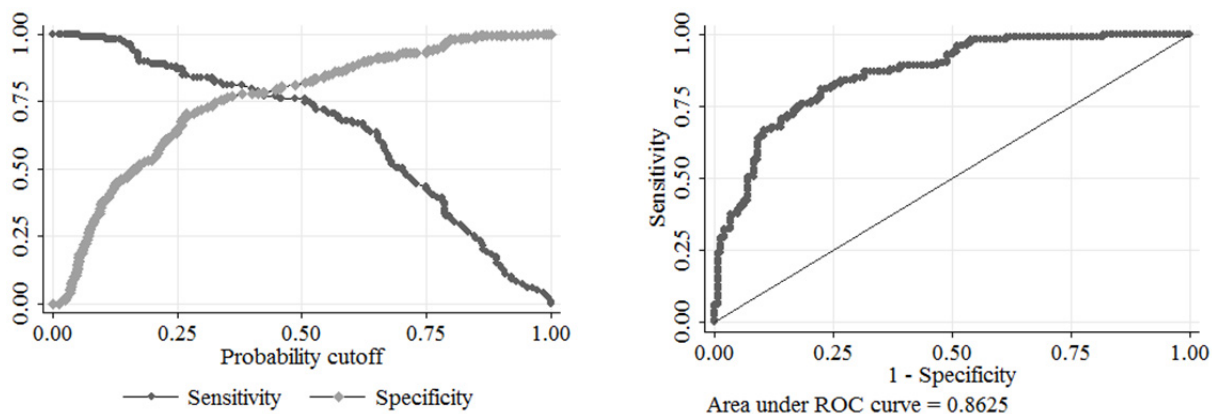 1.00
0.75
0.50
0.25
0.00
0.00 0.25 0.50 0.75 1.00
Probability cutoff
Sensitivity Specificity
Sensitivity
1.00
0.75
0.50
0.25
0.00
0.00 0.25 0.50 0.75 1.00
1 - Specificity
Area under ROC curve = 0.8625